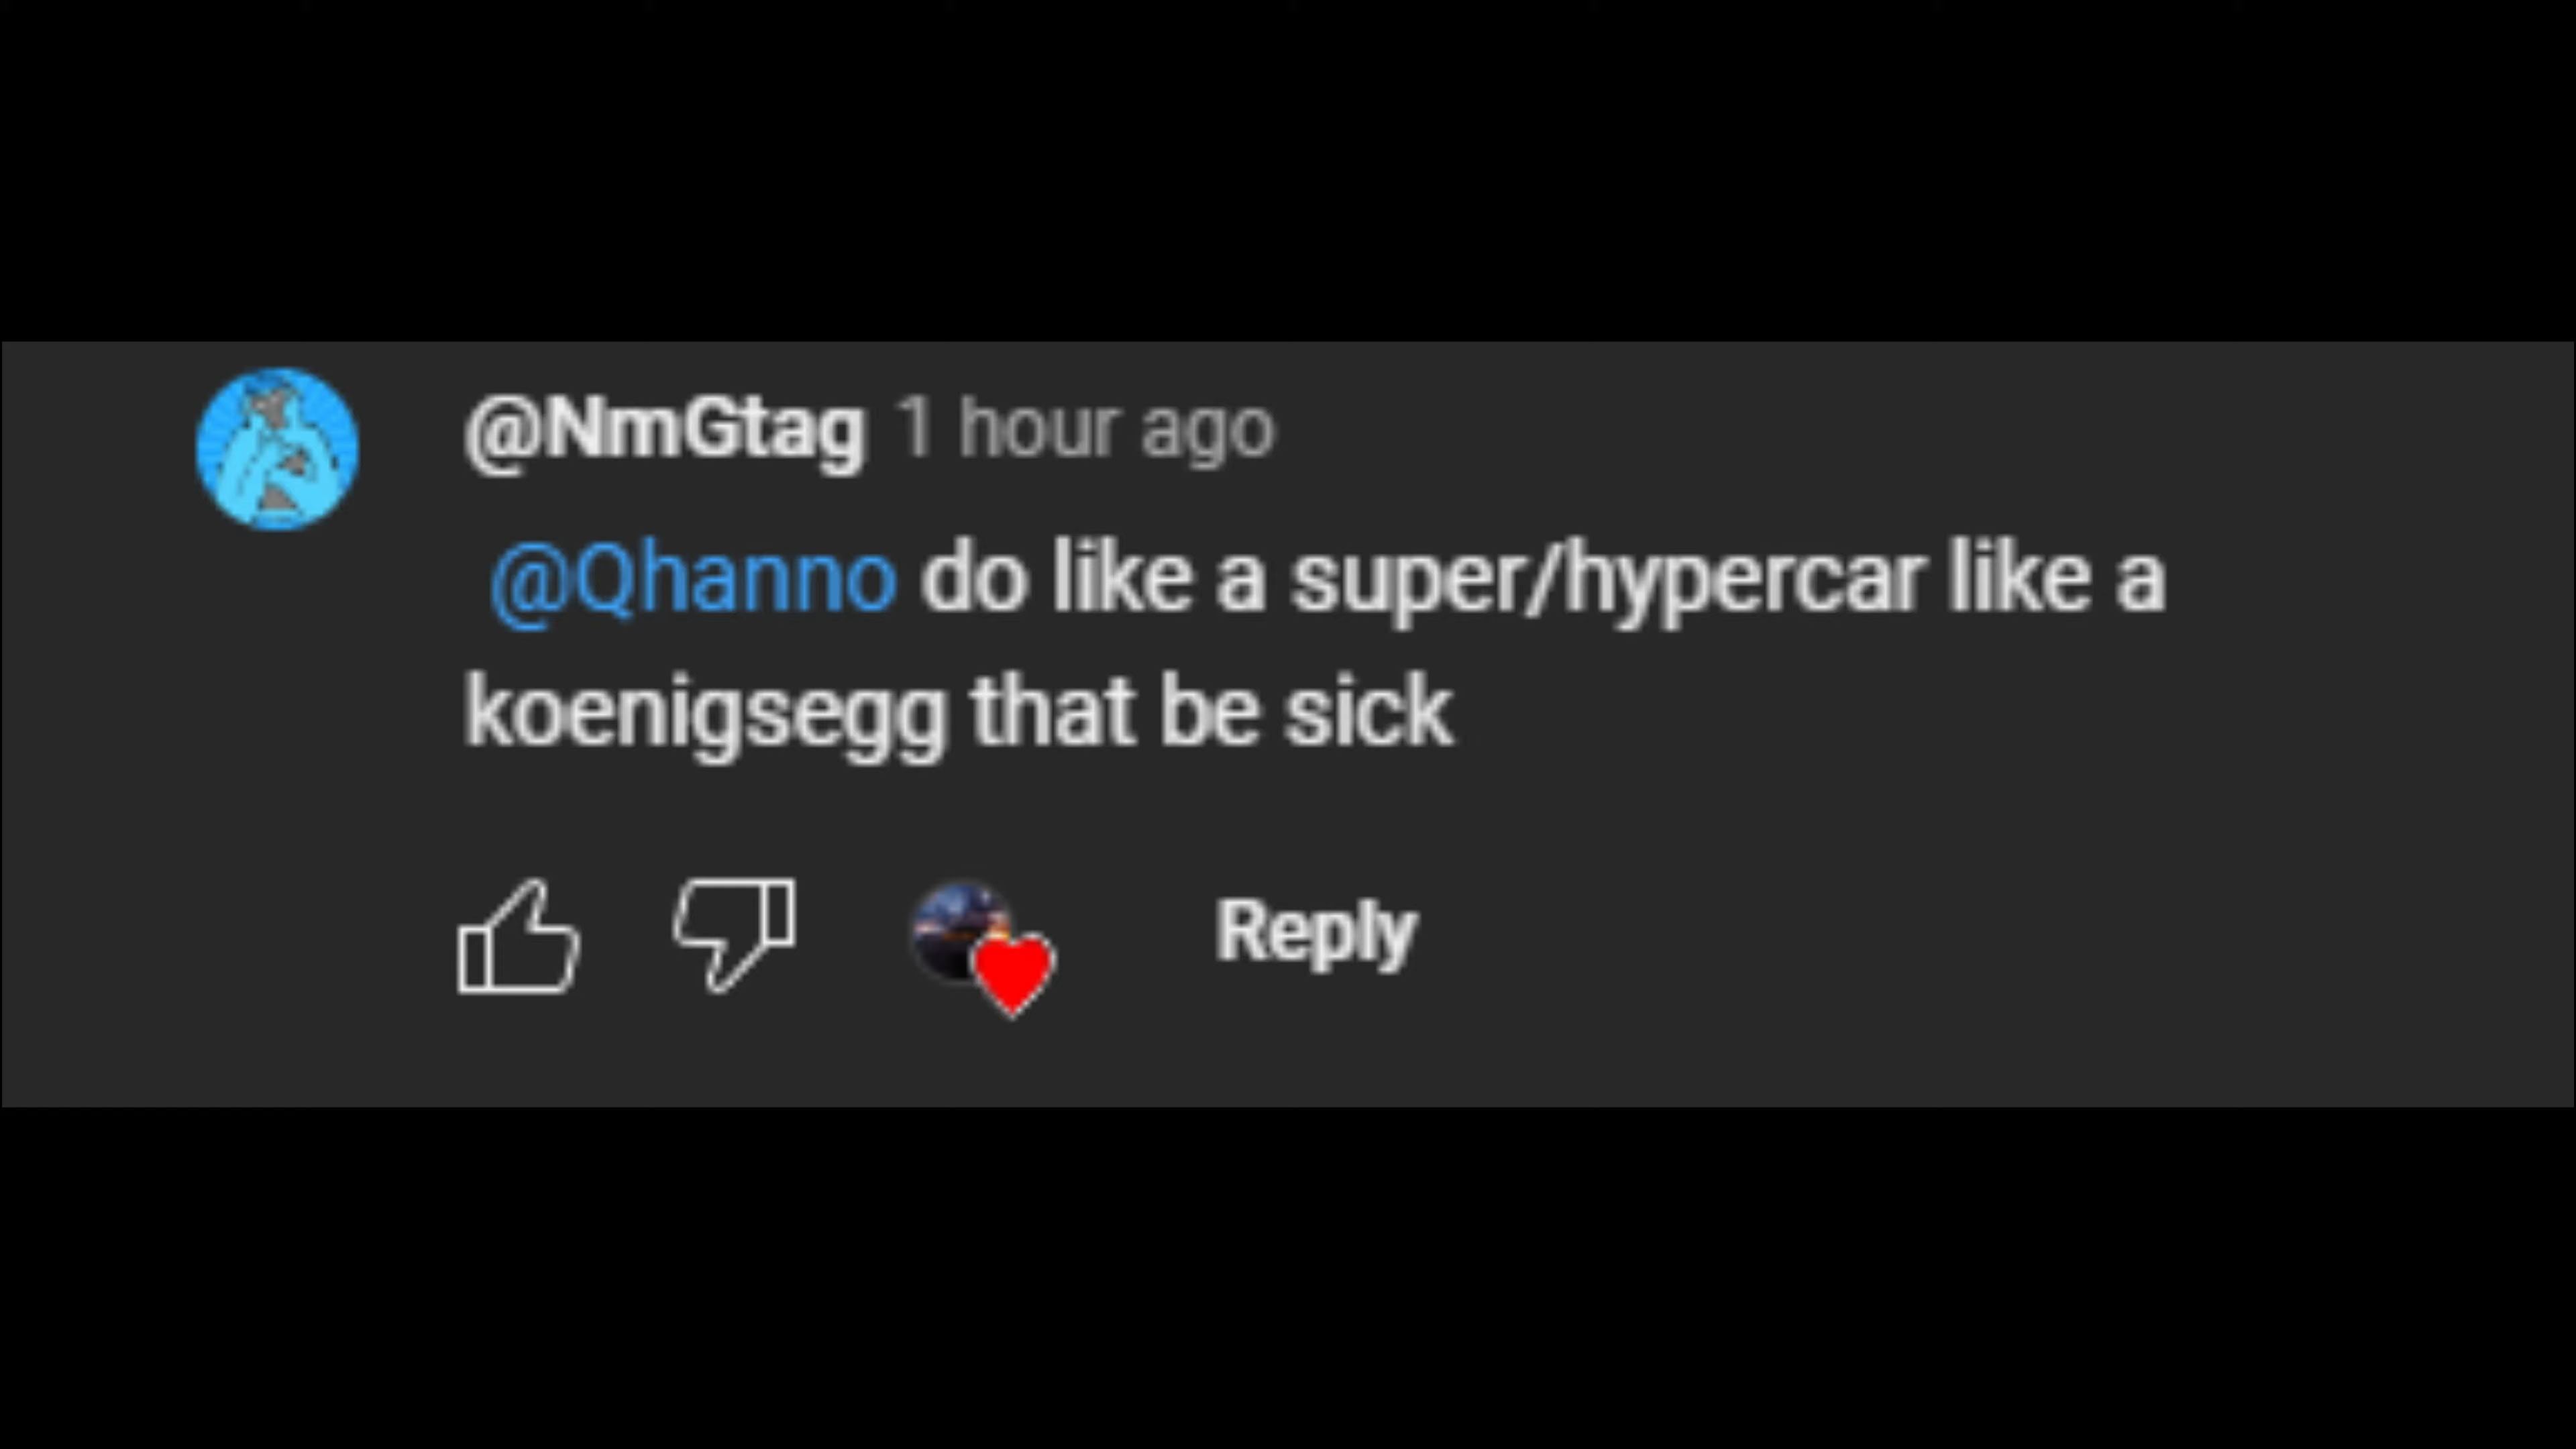 @NmGtag 1 hour ago
@Qhanno do like a super/hypercar like a
koenigsegg that be sick
Reply